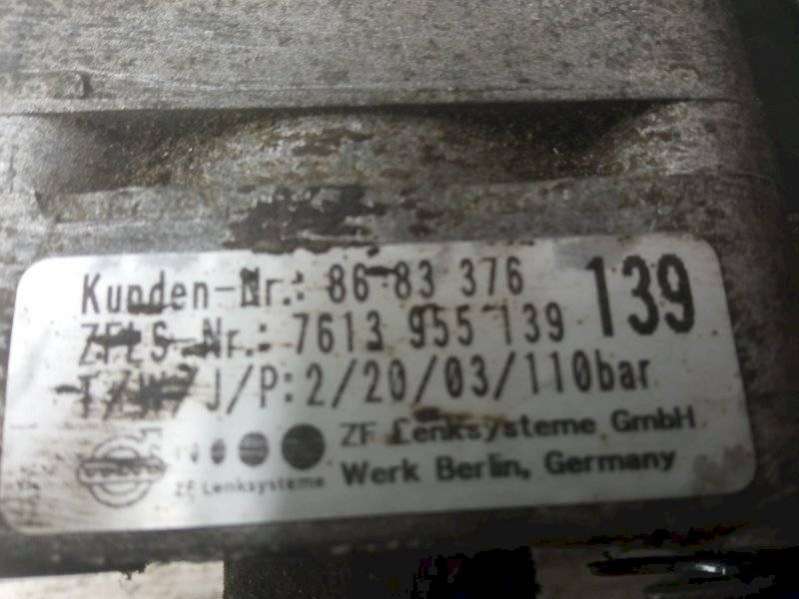 Kunden-Nr.: 86 83 376
139
ZFLS-Nr.: 7613 955 139
T/W/J/P:2/20/03/110bar
ZF Lenksysteme GmbH
ZF Lenksysteme
Werk Berlin, Germany